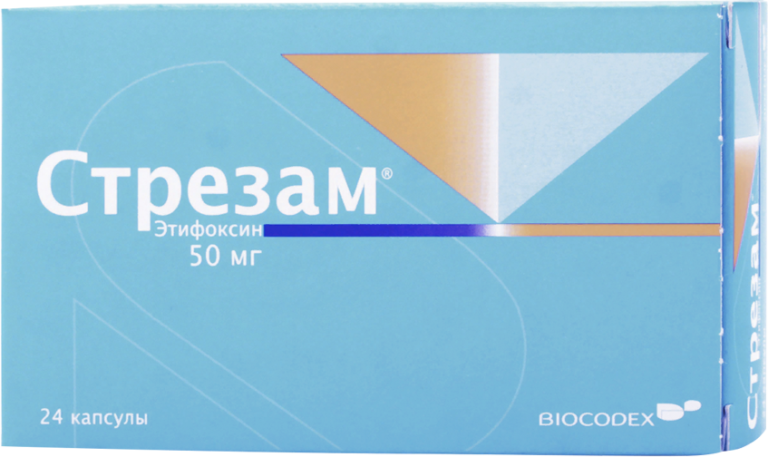 Стрезам®
Этифоксин
50 мг
24 капсулы
BIOCODEX
Стрезам®